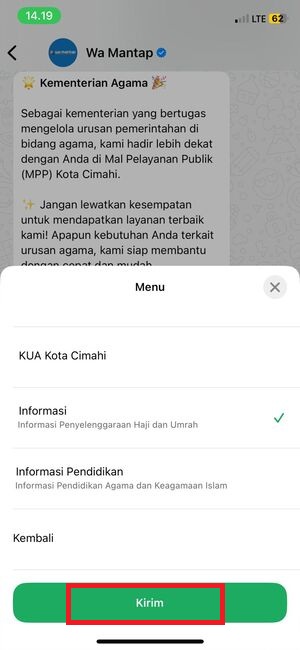 14.19
LTE 62
WA MANTAP
Wa Mantap
🌟 Kementerian Agama 🎉
Sebagai kementerian yang bertugas
mengelola urusan pemerintahan di
bidang agama, kami hadir lebih dekat
dengan Anda di Mal Pelayanan Publik
(MPP) Kota Cimahi.
✨ Jangan lewatkan kesempatan
untuk mendapatkan layanan terbaik
kami! Apapun kebutuhan Anda terkait
urusan agama, kami siap membantu
dengan cepat dan mudah
Menu
KUA Kota Cimahi
Informasi
Informasi Penyelenggaraan Haji dan Umrah
Informasi Pendidikan
Informasi Pendidikan Agama dan Keagamaan Islam
Kembali
Kirim